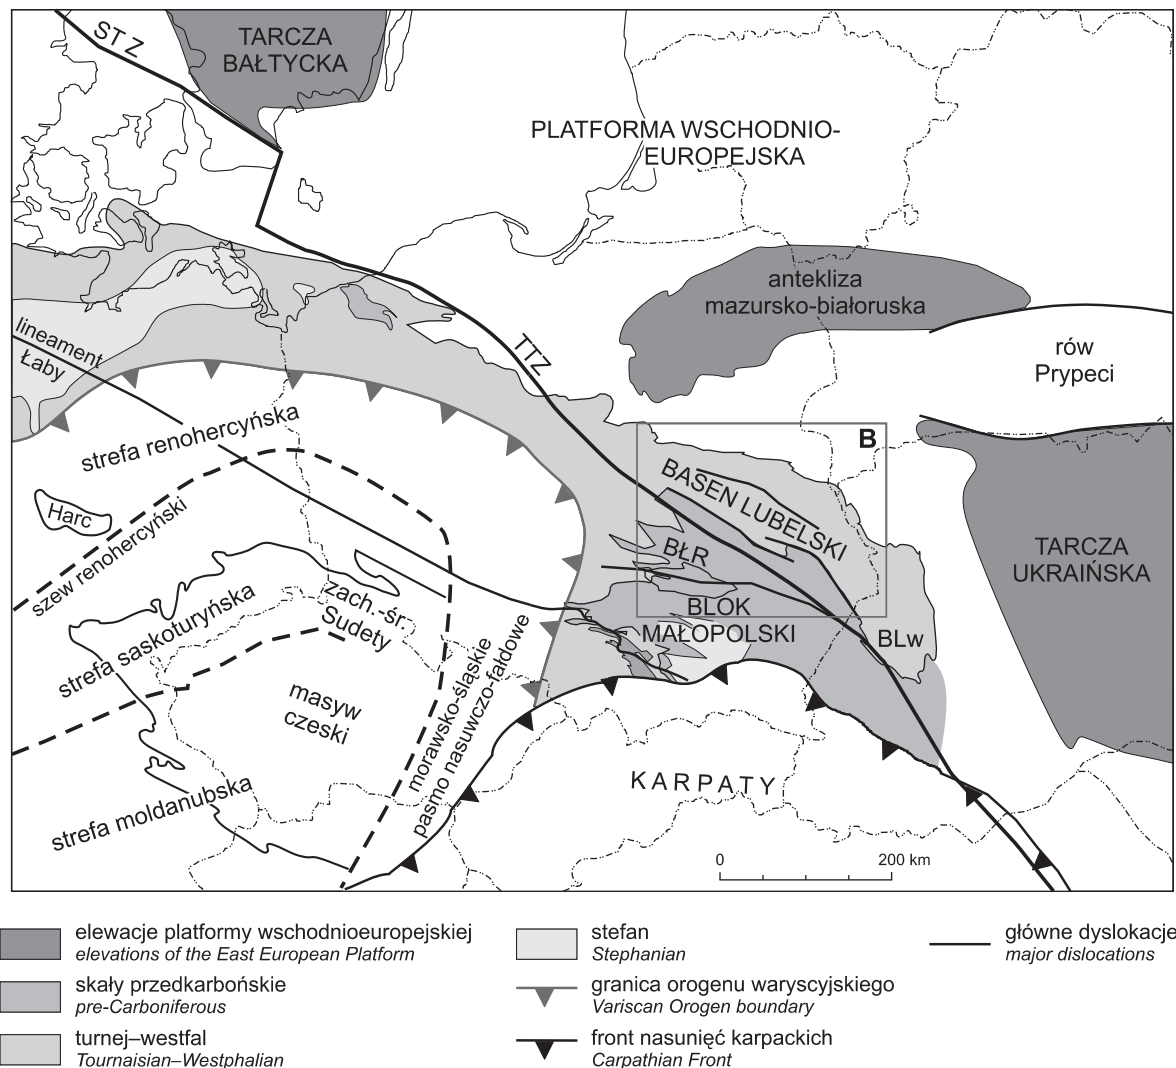 ST Z
TARCZA
BAŁTYCKA
PLATFORMA WSCHODNIO-
EUROPEJSKA
antekliza
mazursko-białoruska
rów
Prypeci
lineament
Łaby
TTZ
strefa renohercyńska
B
BASEN LUBELSKI
Harc
szew renohercyński
BŁR
TARCZA
UKRAIŃSKA
zach.-śr.
Sudety
strefa saskoturyńska
BLOK
MAŁOPOLSKI
BLw
masyw
czeski
morawsko-śląskie
pasmo nasuwczo-fałdowe
KARPATY
strefa moldanubska
0 200 km
elewacje platformy wschodnioeuropejskiej
elevations of the East European Platform
skały przedkarbońskie
pre-Carboniferous
turnej–westfal
Tournaisian–Westphalian
stefan
Stephanian
granica orogenu waryscyjskiego
Variscan Orogen boundary
front nasunięć karpackich
Carpathian Front
główne dyslokacje
major dislocations